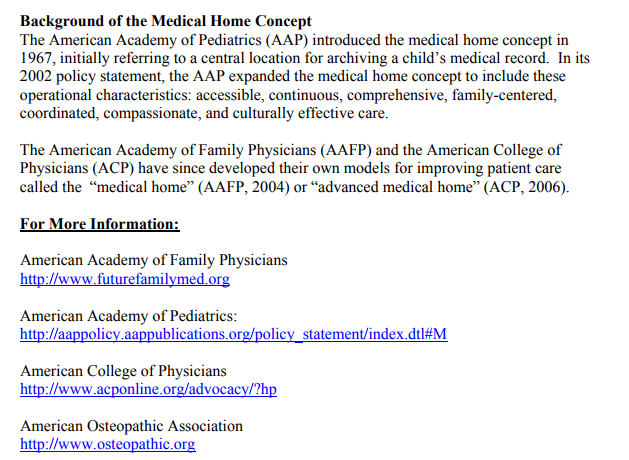 Background of the Medical Home Concept
The American Academy of Pediatrics (AAP) introduced the medical home concept in
1967, initially referring to a central location for archiving a child’s medical record.  In its
2002 policy statement, the AAP expanded the medical home concept to include these
operational characteristics: accessible, continuous, comprehensive, family-centered,
coordinated, compassionate, and culturally effective care.
The American Academy of Family Physicians (AAFP) and the American College of
Physicians (ACP) have since developed their own models for improving patient care
called the  “medical home” (AAFP, 2004) or “advanced medical home” (ACP, 2006).
For More Information:
American Academy of Family Physicians
http://www.futurefamilymed.org
American Academy of Pediatrics:
http://aappolicy.aappublications.org/policy_statement/index.dtl#M
American College of Physicians
http://www.acponline.org/advocacy/?hp
American Osteopathic Association
http://www.osteopathic.org